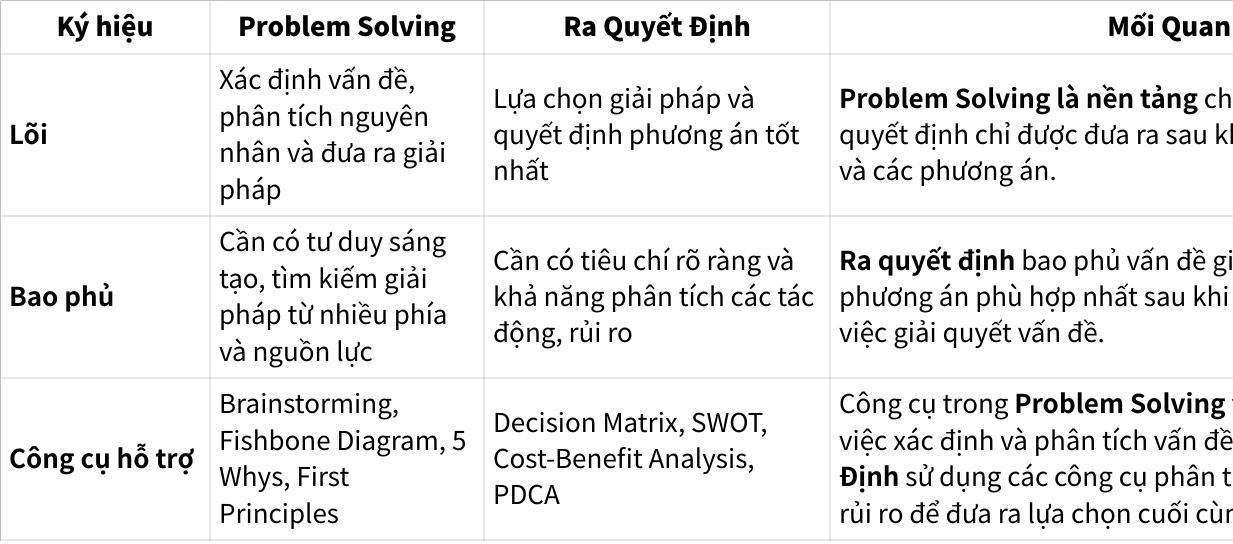 Ký hiệu
Problem Solving
Ra Quyết Định
Mối Quan
Lõi
Xác định vấn đề,
phân tích nguyên
nhân và đưa ra giải
pháp
Lựa chọn giải pháp và
quyết định phương án tốt
nhất
Problem Solving là nền tảng
quyết định chỉ được đưa ra sau
và các phương án.
Bao phủ
Cần có tư duy sáng
tạo, tìm kiếm giải
pháp từ nhiều phía
và nguồn lực
Cần có tiêu chí rõ ràng và
khả năng phân tích các tác
động, rủi ro
Ra quyết định bao phủ vấn đề
phương án phù hợp nhất sau khi
việc giải quyết vấn đề.
Công cụ hỗ trợ
Brainstorming,
Fishbone Diagram, 5
Whys, First
Principles
Decision Matrix, SWOT,
Cost-Benefit Analysis,
PDCA
Công cụ trong Problem Solving
việc xác định và phân tích vấn đề
Định sử dụng các công cụ phân
rủi ro để đưa ra lựa chọn cuối